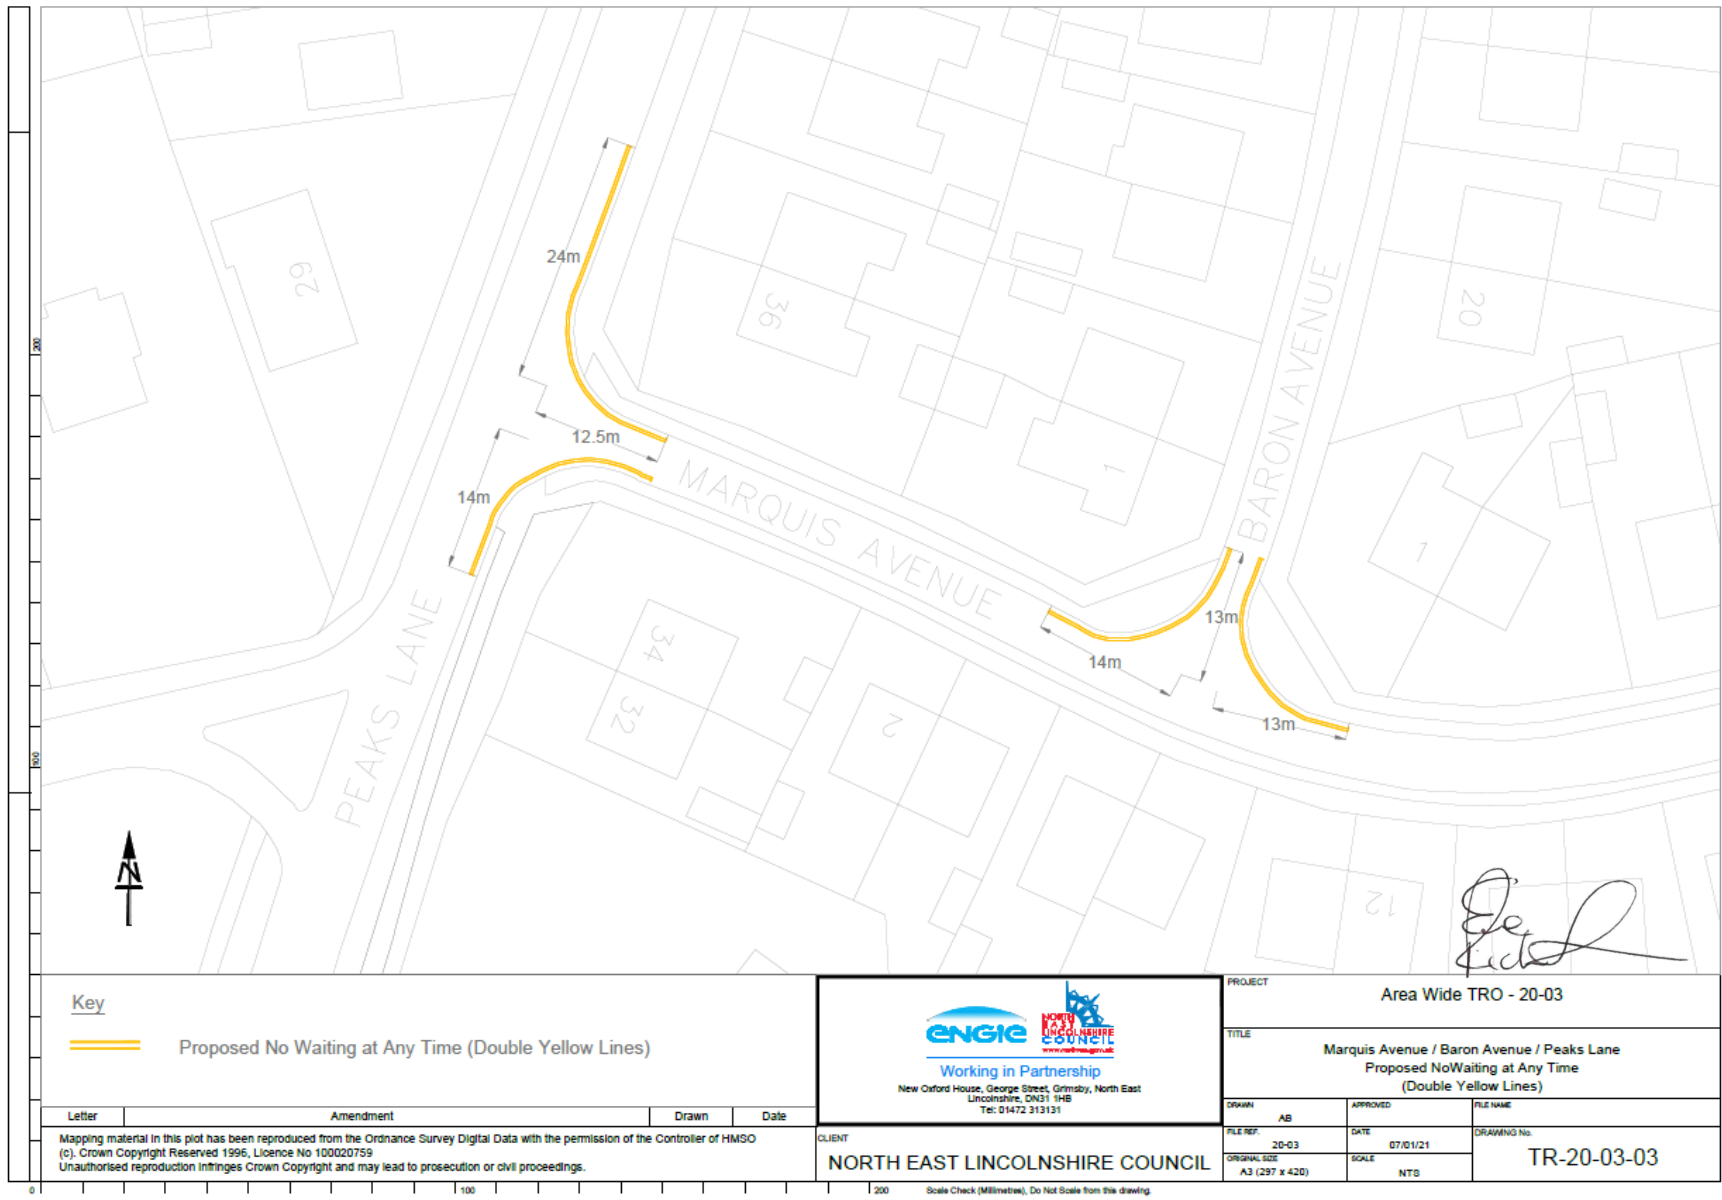 24m
12.5m
14m
29
36
MARQUIS AVENUE
PEAKS LANE
BARON AVENUE
20
1
1
34
32
2
12
14m
13m
13m
N
200
100
Key
Proposed No Waiting at Any Time (Double Yellow Lines)
Letter Amendment Drawn Date
Mapping material in this plot has been reproduced from the Ordnance Survey Digital Data with the permission of the Controller of HMSO
(c). Crown Copyright Reserved 1996, Licence No 100020759
Unauthorised reproduction infringes Crown Copyright and may lead to prosecution or civil proceedings.
ENGIE
NORTH
EAST
LINCOLNSHIRE
COUNCIL
www.nelincs.gov.uk
Working in Partnership
New Oxford House, George Street, Grimsby, North East
Lincolnshire, DN31 1HB
Tel: 01472 313131
CLIENT
NORTH EAST LINCOLNSHIRE COUNCIL
PROJECT
Area Wide TRO - 20-03
TITLE
Marquis Avenue / Baron Avenue / Peaks Lane
Proposed NoWaiting at Any Time
(Double Yellow Lines)
DRAWN
AB
APPROVED
FILE NAME
FILE REF.
20-03
DATE
07/01/21
DRAWING No.
TR-20-03-03
ORIGINAL SIZE
A3 (297 x 420)
SCALE
NTS
0 100 200
Scale Check (Millimetres), Do Not Scale from this drawing.